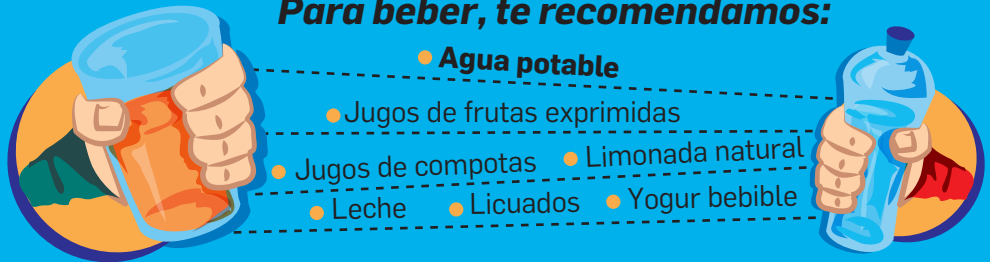 Para beber, te recomendamos:
● Agua potable
● Jugos de frutas exprimidas
● Jugos de compotas ● Limonada natural
● Leche ● Licuados ● Yogur bebible